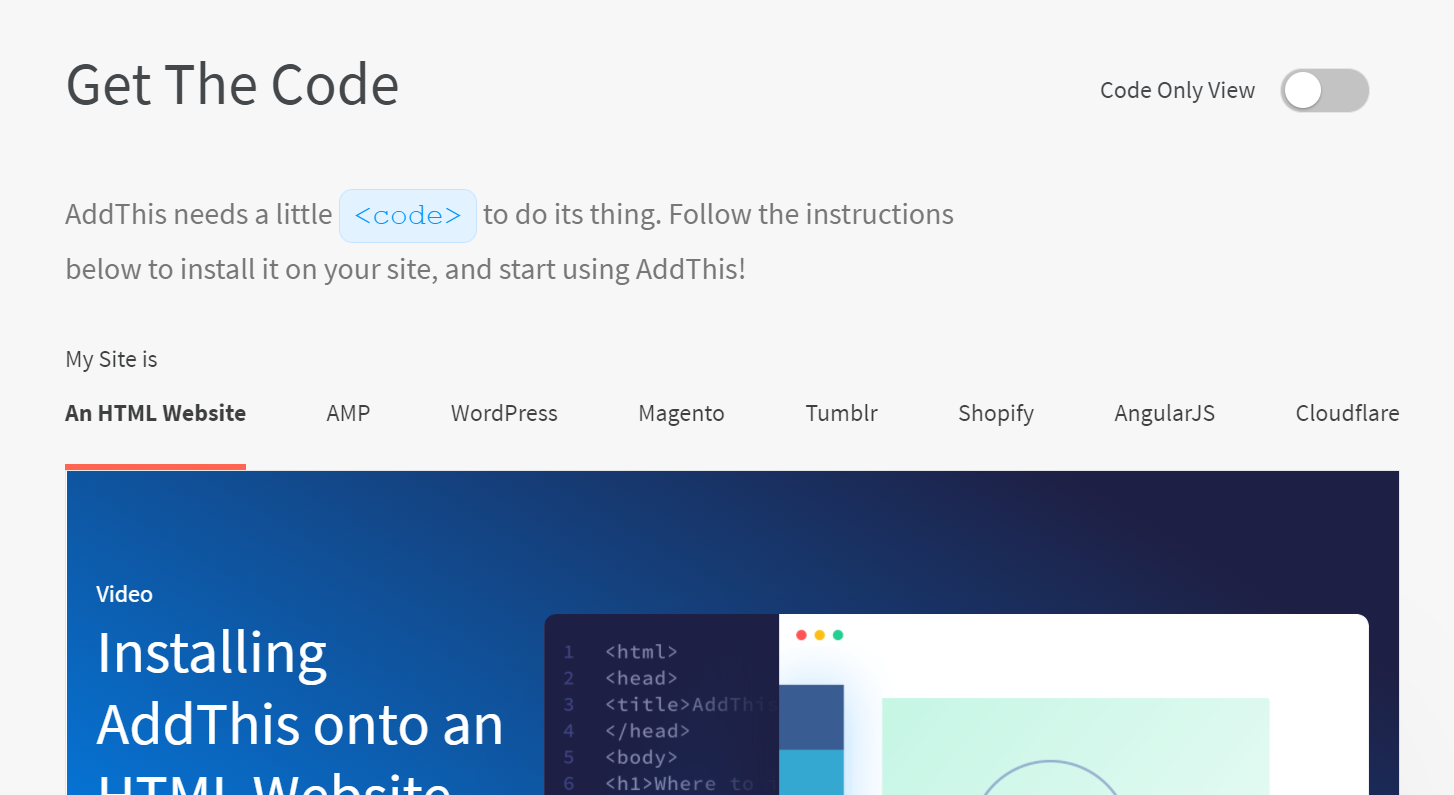 Get The Code
Code Only View
AddThis needs a little <code> to do its thing. Follow the instructions
below to install it on your site, and start using AddThis!
My Site is
An HTML Website AMP WordPress Magento Tumblr Shopify AngularJS Cloudflare
Video
Installing
AddThis onto an
HTML Website
1 <html>
2 <head>
3 <title>AddThis
4 </head>
5 <body>
6 <h1>Where to